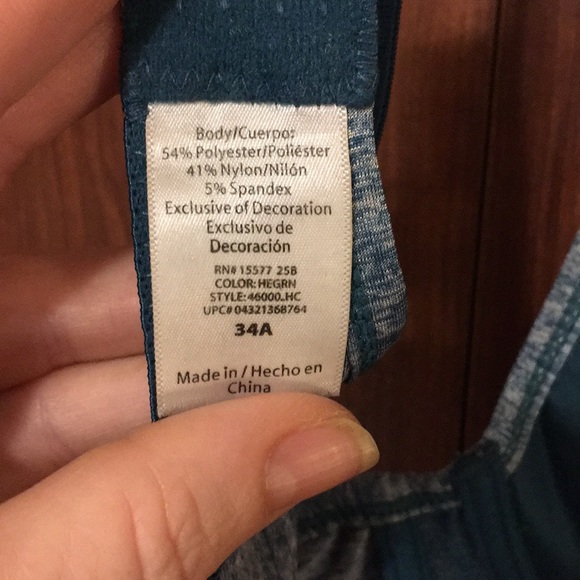 Body/Cuerpo:
54% Polyester/Poliéster
41% Nylon/Nilón
5% Spandex
Exclusive of Decoration
Exclusivo de
Decoración
RN# 15577 25B
COLOR: HEGRN
STYLE: 46000_HC
UPC# 04321368764
34A
Made in / Hecho en
China